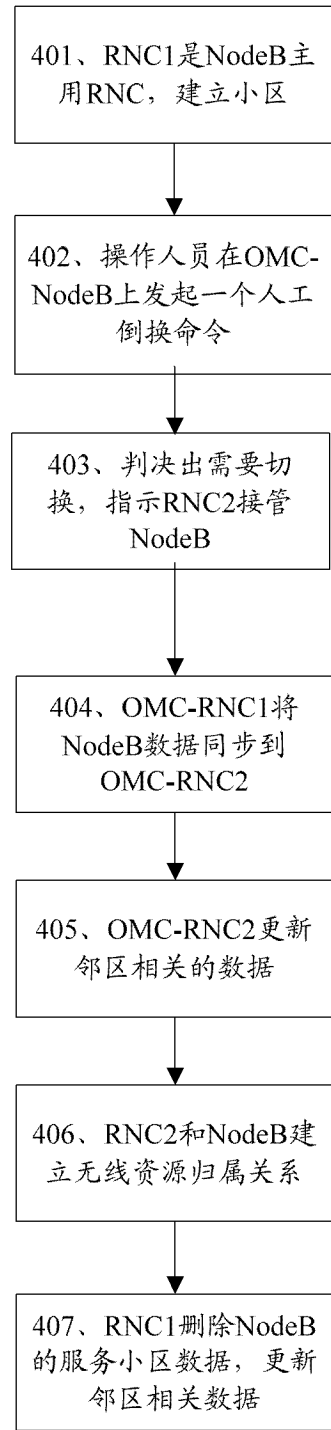 401、RNC1是NodeB主
用RNC，建立小区
402、操作人员在OMC-
NodeB上发起一个人工
倒换命令
403、判决出需要切
换，指示RNC2接管
NodeB
404、OMC-RNC1将
NodeB数据同步到
OMC-RNC2
405、OMC-RNC2更新
邻区相关的数据
406、RNC2和NodeB建
立无线资源归属关系
407、RNC1删除NodeB
的服务小区数据，更新
邻区相关数据